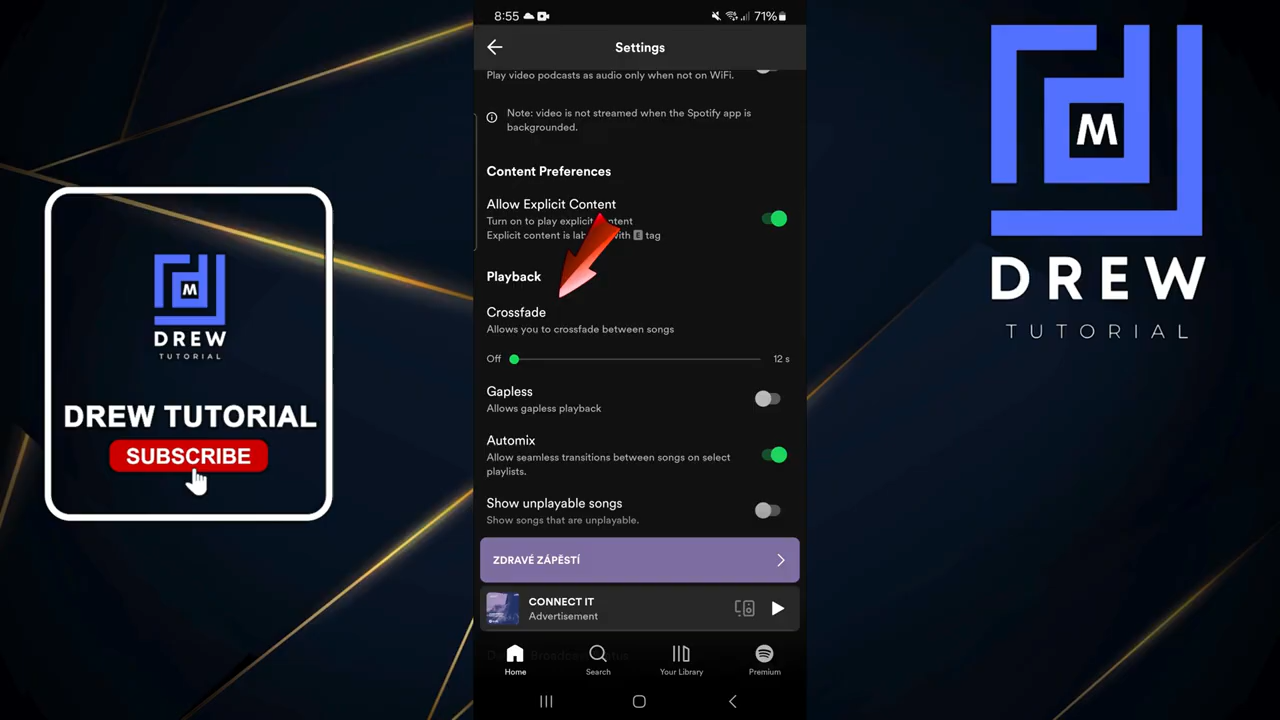 8:55
71%
Settings
Play video podcasts as audio only when not on WiFi.
Note: video is not streamed when the Spotify app is
backgrounded.
Content Preferences
Allow Explicit Content
Turn on to play explicit content
Explicit content is with E tag
Playback
Crossfade
Allows you to crossfade between songs
Off
12 s
Gapless
Allows gapless playback
Automix
Allow seamless transitions between songs on select
playlists.
Show unplayable songs
Show songs that are unplayable.
ZDRAVÉ ZÁPĚSTÍ
CONNECT IT
Advertisement
Home
Search
Your Library
Premium
M
DREW
TUTORIAL
DREW TUTORIAL
SUBSCRIBE
M
DREW
TUTORIAL